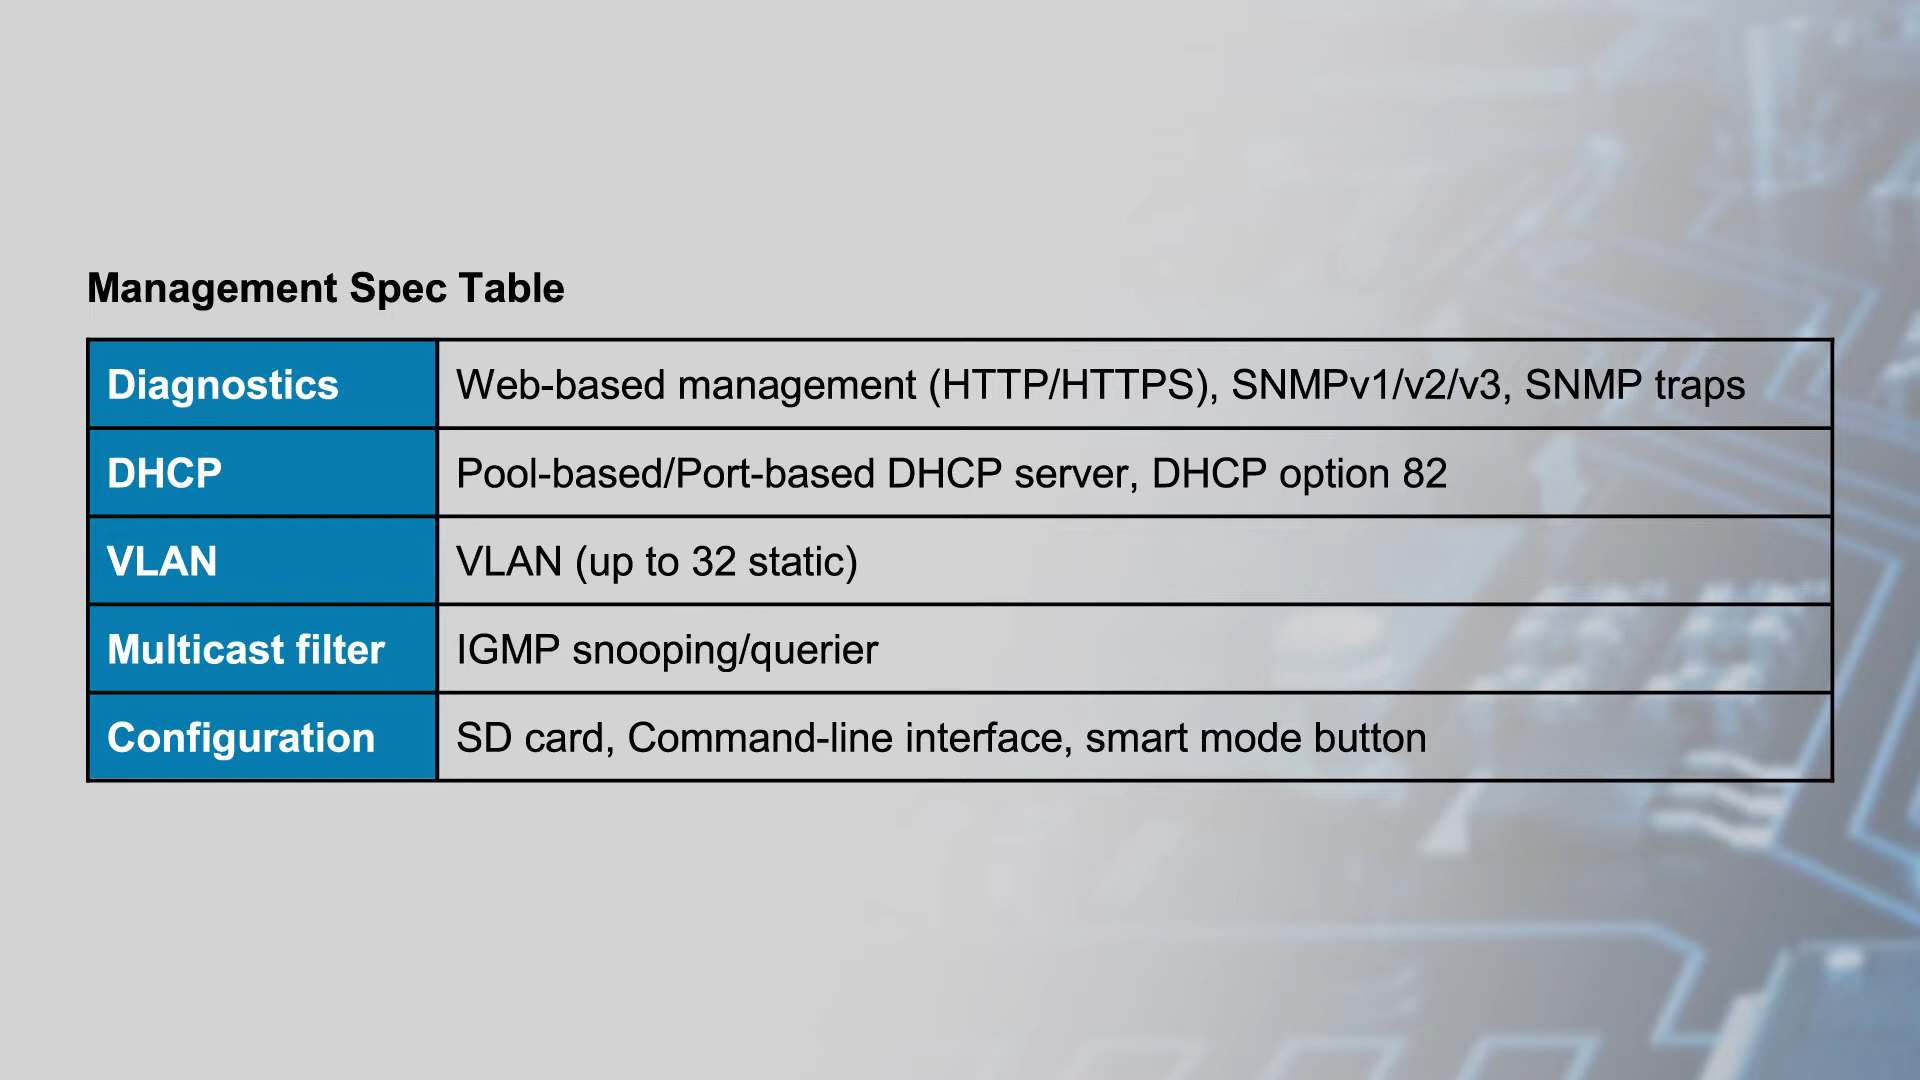 Management Spec Table
Diagnostics Web-based management (HTTP/HTTPS), SNMPv1/v2/v3, SNMP traps
DHCP Pool-based/Port-based DHCP server, DHCP option 82
VLAN VLAN (up to 32 static)
Multicast filter IGMP snooping/querier
Configuration SD card, Command-line interface, smart mode button